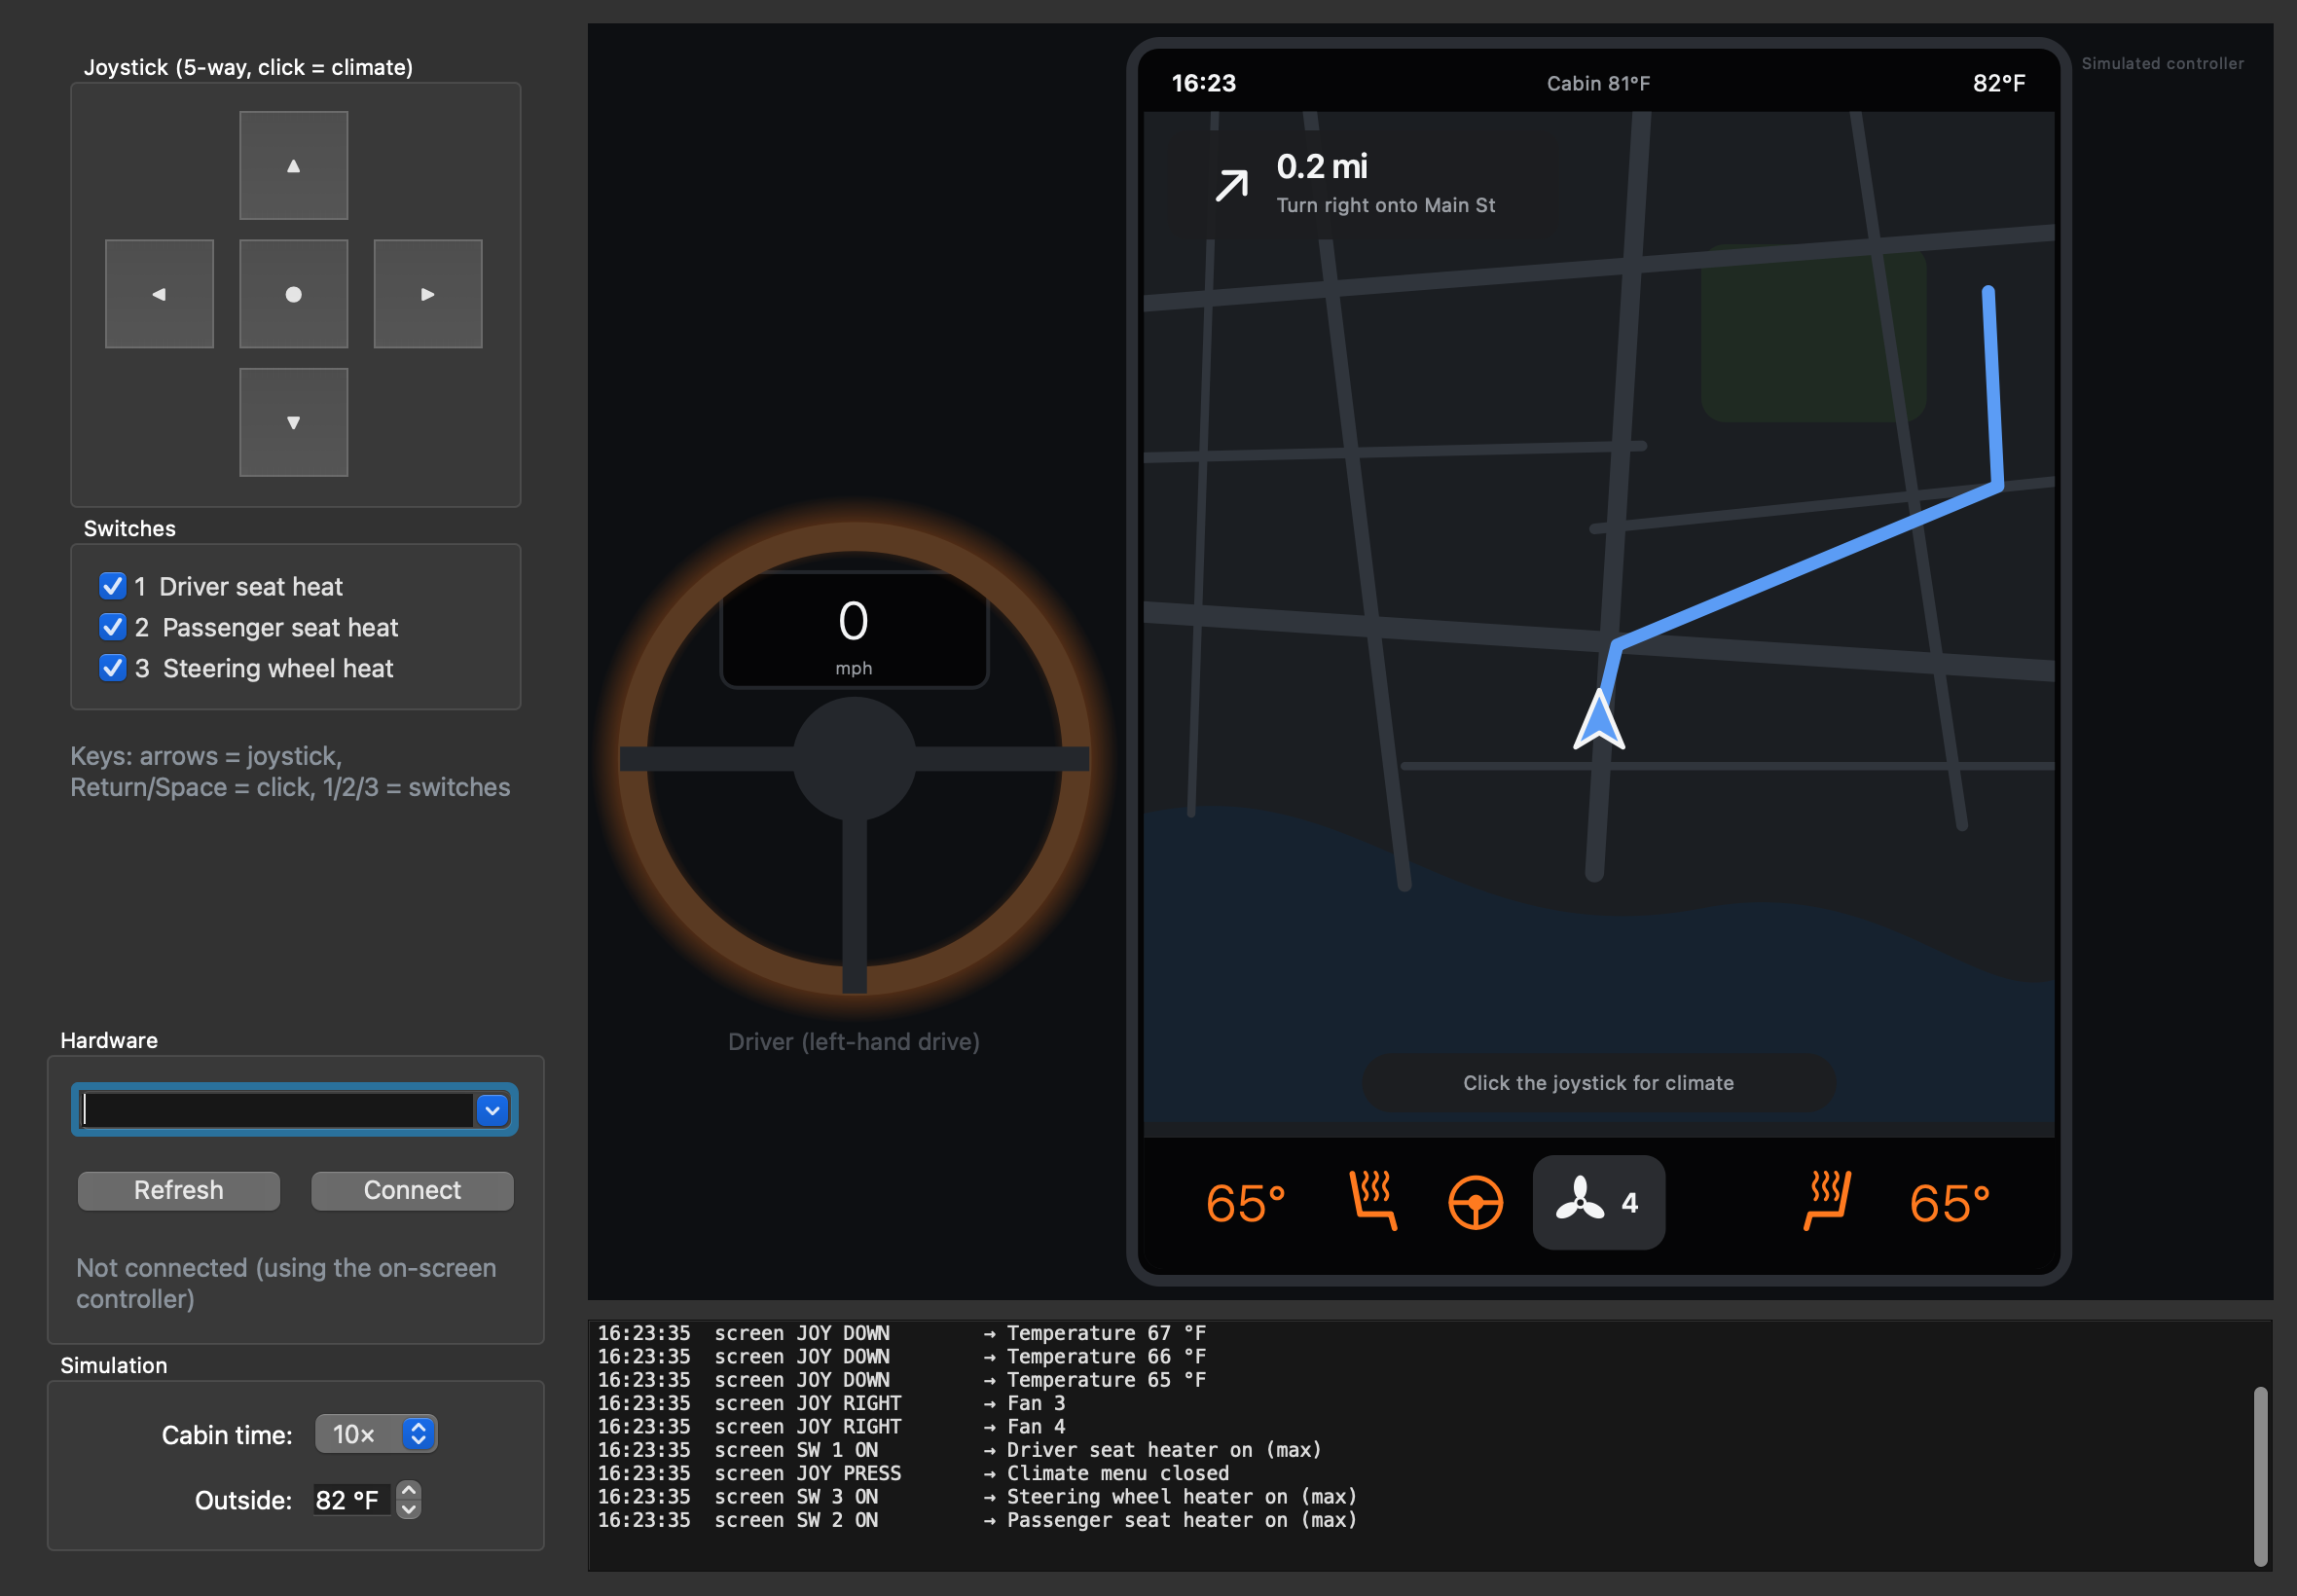 Joystick (5-way, click = climate)
Switches
1 Driver seat heat
2 Passenger seat heat
3 Steering wheel heat
Keys: arrows = joystick,
Return/Space = click, 1/2/3 = switches
Hardware
Refresh
Connect
Not connected (using the on-screen
controller)
Simulation
Cabin time: 10×
Outside: 82 °F
0
mph
Driver (left-hand drive)
16:23
Cabin 81°F
82°F
Simulated controller
0.2 mi
Turn right onto Main St
Click the joystick for climate
65°
4
65°
16:23:35 screen JOY DOWN → Temperature 67 °F
16:23:35 screen JOY DOWN → Temperature 66 °F
16:23:35 screen JOY DOWN → Temperature 65 °F
16:23:35 screen JOY RIGHT → Fan 3
16:23:35 screen JOY RIGHT → Fan 4
16:23:35 screen SW 1 ON → Driver seat heater on (max)
16:23:35 screen JOY PRESS → Climate menu closed
16:23:35 screen SW 3 ON → Steering wheel heater on (max)
16:23:35 screen SW 2 ON → Passenger seat heater on (max)